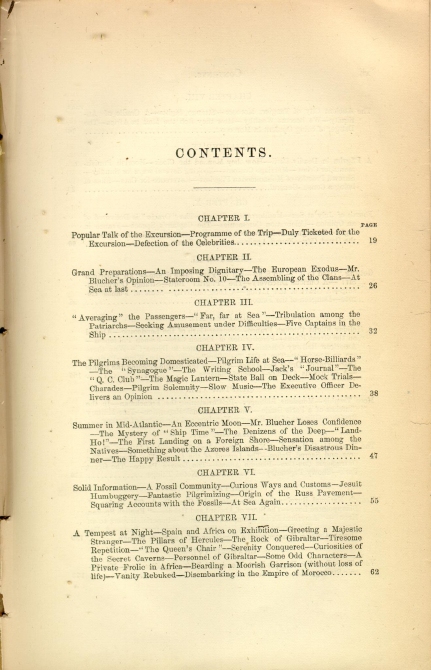 CONTENTS.
CHAPTER I.
PAGE
Popular Talk of the Excursion—Programme of the Trip—Duly Ticketed for the
Excursion—Defection of the Celebrities............................ 19
CHAPTER II.
Grand Preparations—An Imposing Dignitary—The European Exodus—Mr.
Blucher's Opinion—Stateroom No. 10—The Assembling of the Clans—At
Sea at last................................................ 26
CHAPTER III.
"Averaging" the Passengers—"Far, far at Sea"—Tribulation among the
Patriarchs—Seeking Amusement under Difficulties—Five Captains in the
Ship...................................................... 32
CHAPTER IV.
The Pilgrims Becoming Domesticated—Pilgrim Life at Sea—"Horse-Billiards"
—The "Synagogue"—The Writing School—Jack's "Journal"—The
"Q. C. Club"—The Magic Lantern—State Ball on Deck—Mock Trials—
Charades—Pilgrim Solemnity—Slow Music—The Executive Officer De-
livers an Opinion............................................ 38
CHAPTER V.
Summer in Mid-Atlantic—An Eccentric Moon—Mr. Blucher Loses Confidence
—The Mystery of "Ship Time"—The Denizens of the Deep—"Land-
Ho!"—The First Landing on a Foreign Shore—Sensation among the
Natives—Something about the Azores Islands—Blucher's Disastrous Din-
ner—The Happy Result........................................ 47
CHAPTER VI.
Solid Information—A Fossil Community—Curious Ways and Customs—Jesuit
Humbuggery—Fantastic Pilgrimizing—Origin of the Russ Pavement—
Squaring Accounts with the Fossils—At Sea Again.................. 55
CHAPTER VII.
A Tempest at Night—Spain and Africa on Exhibition—Greeting a Majestic
Stranger—The Pillars of Hercules—The Rock of Gibraltar—Tiresome
Repetition—"The Queen's Chair"—Serenity Conquered—Curiosities of
the Secret Caverns—Personnel of Gibraltar—Some Odd Characters—A
Private Frolic in Africa—Bearding a Moorish Garrison (without loss of
life)—Vanity Rebuked—Disembarking in the Empire of Morocco....... 62